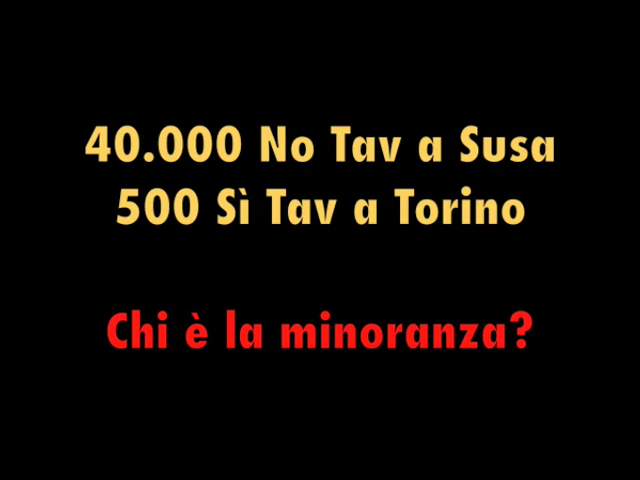 40.000 No Tav a Susa
500 Sì Tav a Torino
Chi è la minoranza?